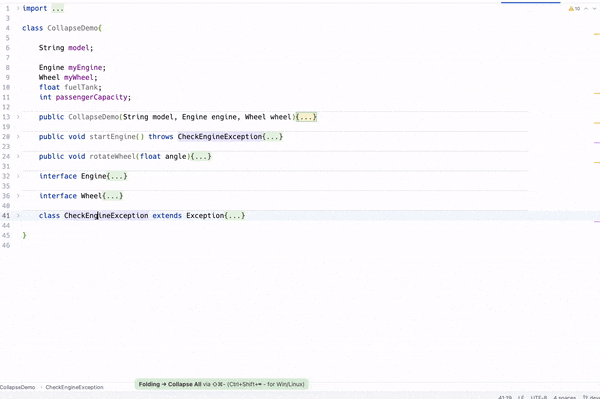 1 import ...
3
4 class CollapseDemo{
5
6 String model;
7
8 Engine myEngine;
9 Wheel myWheel;
10 float fuelTank;
11 int passengerCapacity;
12
13 public CollapseDemo(String model, Engine engine, Wheel wheel){...}
19
20 public void startEngine() throws CheckEngineException{...}
23
24 public void rotateWheel(float angle){...}
31
32 interface Engine{...}
35
36 interface Wheel{...}
40
41 class CheckEngineException extends Exception{...}
44
45 }
46
10
Folding ➔ Collapse All via ⇧⌘- (Ctrl+Shift+= - for Win/Linux)
CollapseDemo › CheckEngineException
41:19 LF UTF-8 4 spaces